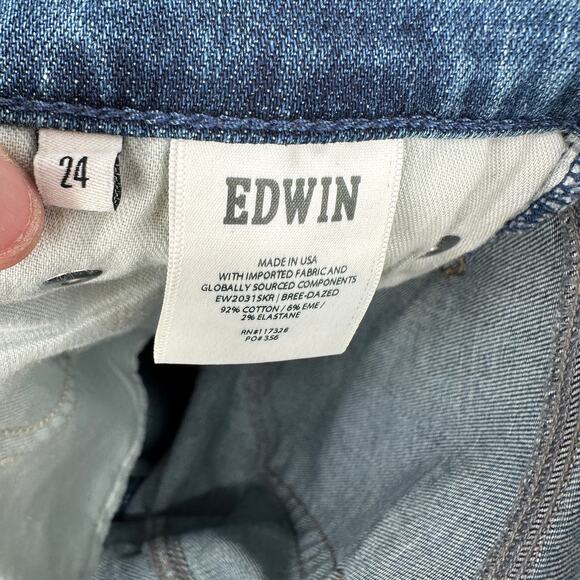 24
EDWIN
MADE IN USA
WITH IMPORTED FABRIC AND
GLOBALLY SOURCED COMPONENTS
EW2031SKR | BREE-DAZED
92% COTTON / 6% EME /
2% ELASTANE
RN#117328
PO# 356